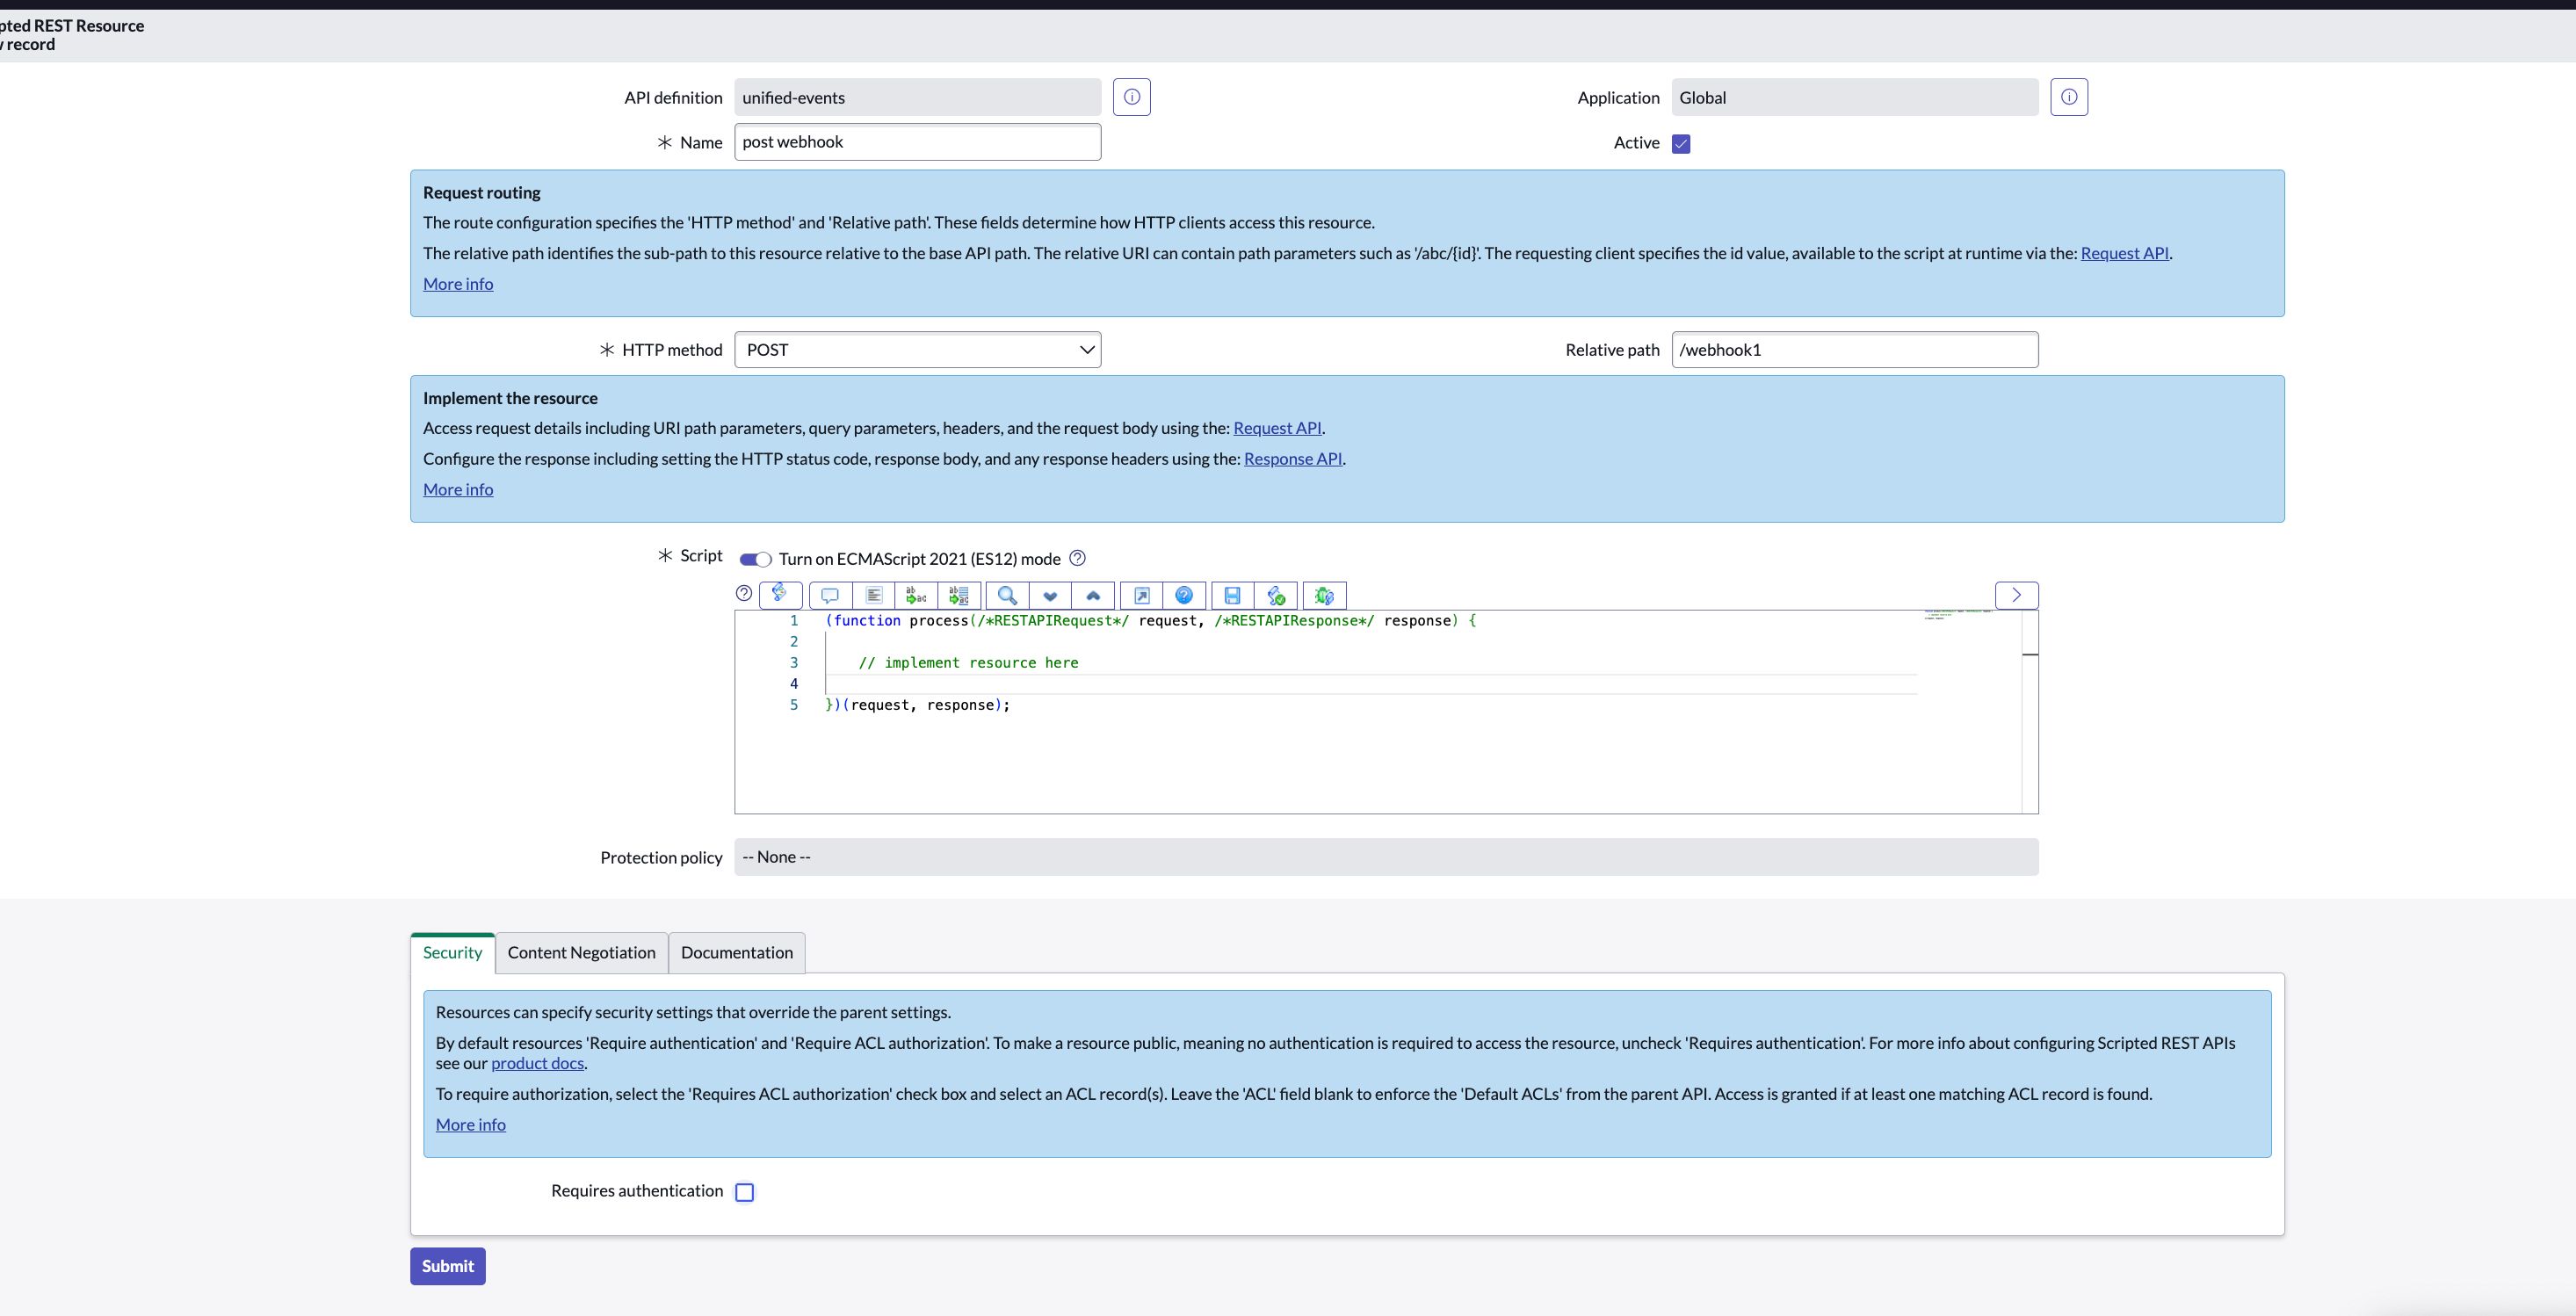 pted REST Resource
record
API definition unified-events Application Global
Name post webhook Active
Request routing
The route configuration specifies the 'HTTP method' and 'Relative path'. These fields determine how HTTP clients access this resource.
The relative path identifies the sub-path to this resource relative to the base API path. The relative URI can contain path parameters such as '/abc/{id}'. The requesting client specifies the id value, available to the script at runtime via the: Request API.
More info
HTTP method POST Relative path /webhook1
Implement the resource
Access request details including URI path parameters, query parameters, headers, and the request body using the: Request API.
Configure the response including setting the HTTP status code, response body, and any response headers using the: Response API.
More info
Script Turn on ECMAScript 2021 (ES12) mode
1 (function process(/*RESTAPIRequest*/ request, /*RESTAPIResponse*/ response) {
2
3 // implement resource here
4
5 })(request, response);
Protection policy -- None --
Security Content Negotiation Documentation
Resources can specify security settings that override the parent settings.
By default resources 'Require authentication' and 'Require ACL authorization'. To make a resource public, meaning no authentication is required to access the resource, uncheck 'Requires authentication'. For more info about configuring Scripted REST APIs
see our product docs.
To require authorization, select the 'Requires ACL authorization' check box and select an ACL record(s). Leave the 'ACL' field blank to enforce the 'Default ACLs' from the parent API. Access is granted if at least one matching ACL record is found.
More info
Requires authentication
Submit